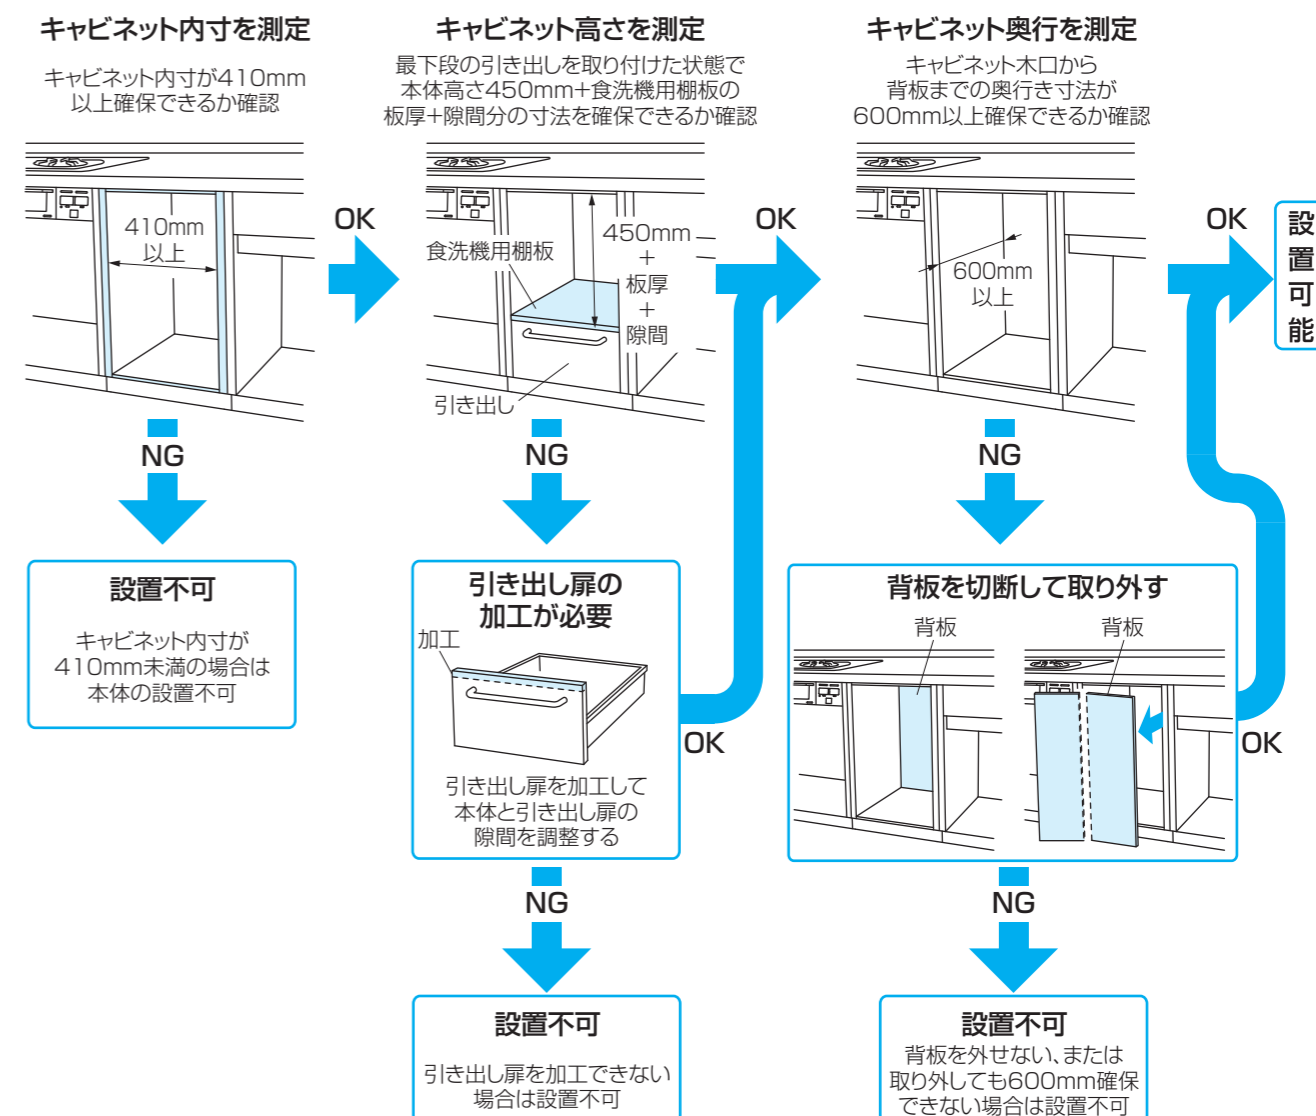 キャビネット内寸を測定
キャビネット内寸が410mm
以上確保できるか確認
410mm
以上
OK
NG
設置不可
キャビネット内寸が
410mm未満の場合は
本体の設置不可
キャビネット高さを測定
最下段の引き出しを取り付けた状態で
本体高さ450mm+食洗機用棚板の
板厚+隙間分の寸法を確保できるか確認
食洗機用棚板
450mm
+
板厚
+
隙間
引き出し
OK
NG
引き出し扉の
加工が必要
加工
引き出し扉を加工して
本体と引き出し扉の
隙間を調整する
OK
NG
設置不可
引き出し扉を加工できない
場合は設置不可
キャビネット奥行を測定
キャビネット木口から
背板までの奥行き寸法が
600mm以上確保できるか確認
600mm
以上
OK
設置可能
NG
背板を切断して取り外す
背板
背板
OK
NG
設置不可
背板を外せない、または
取り外しても600mm確保
できない場合は設置不可